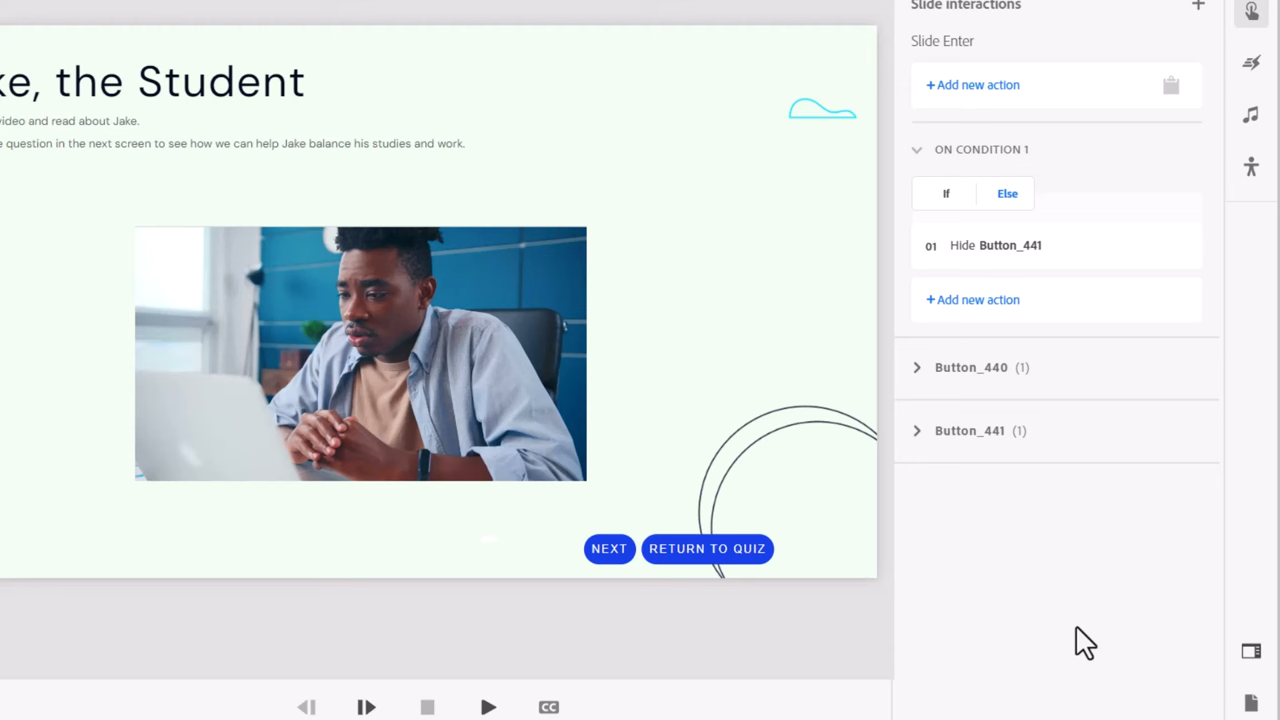 Slide interactions
Slide Enter
+ Add new action
ON CONDITION 1
If Else
01 Hide Button_441
+ Add new action
Button_440 (1)
Button_441 (1)
ke, the Student
video and read about Jake.
e question in the next screen to see how we can help Jake balance his studies and work.
NEXT RETURN TO QUIZ
CC